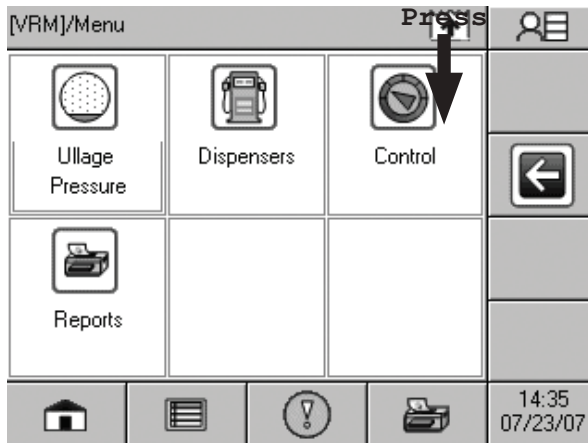 [VRM]/Menu
Press
Ullage
Pressure
Dispensers
Control
Reports
14:35
07/23/07